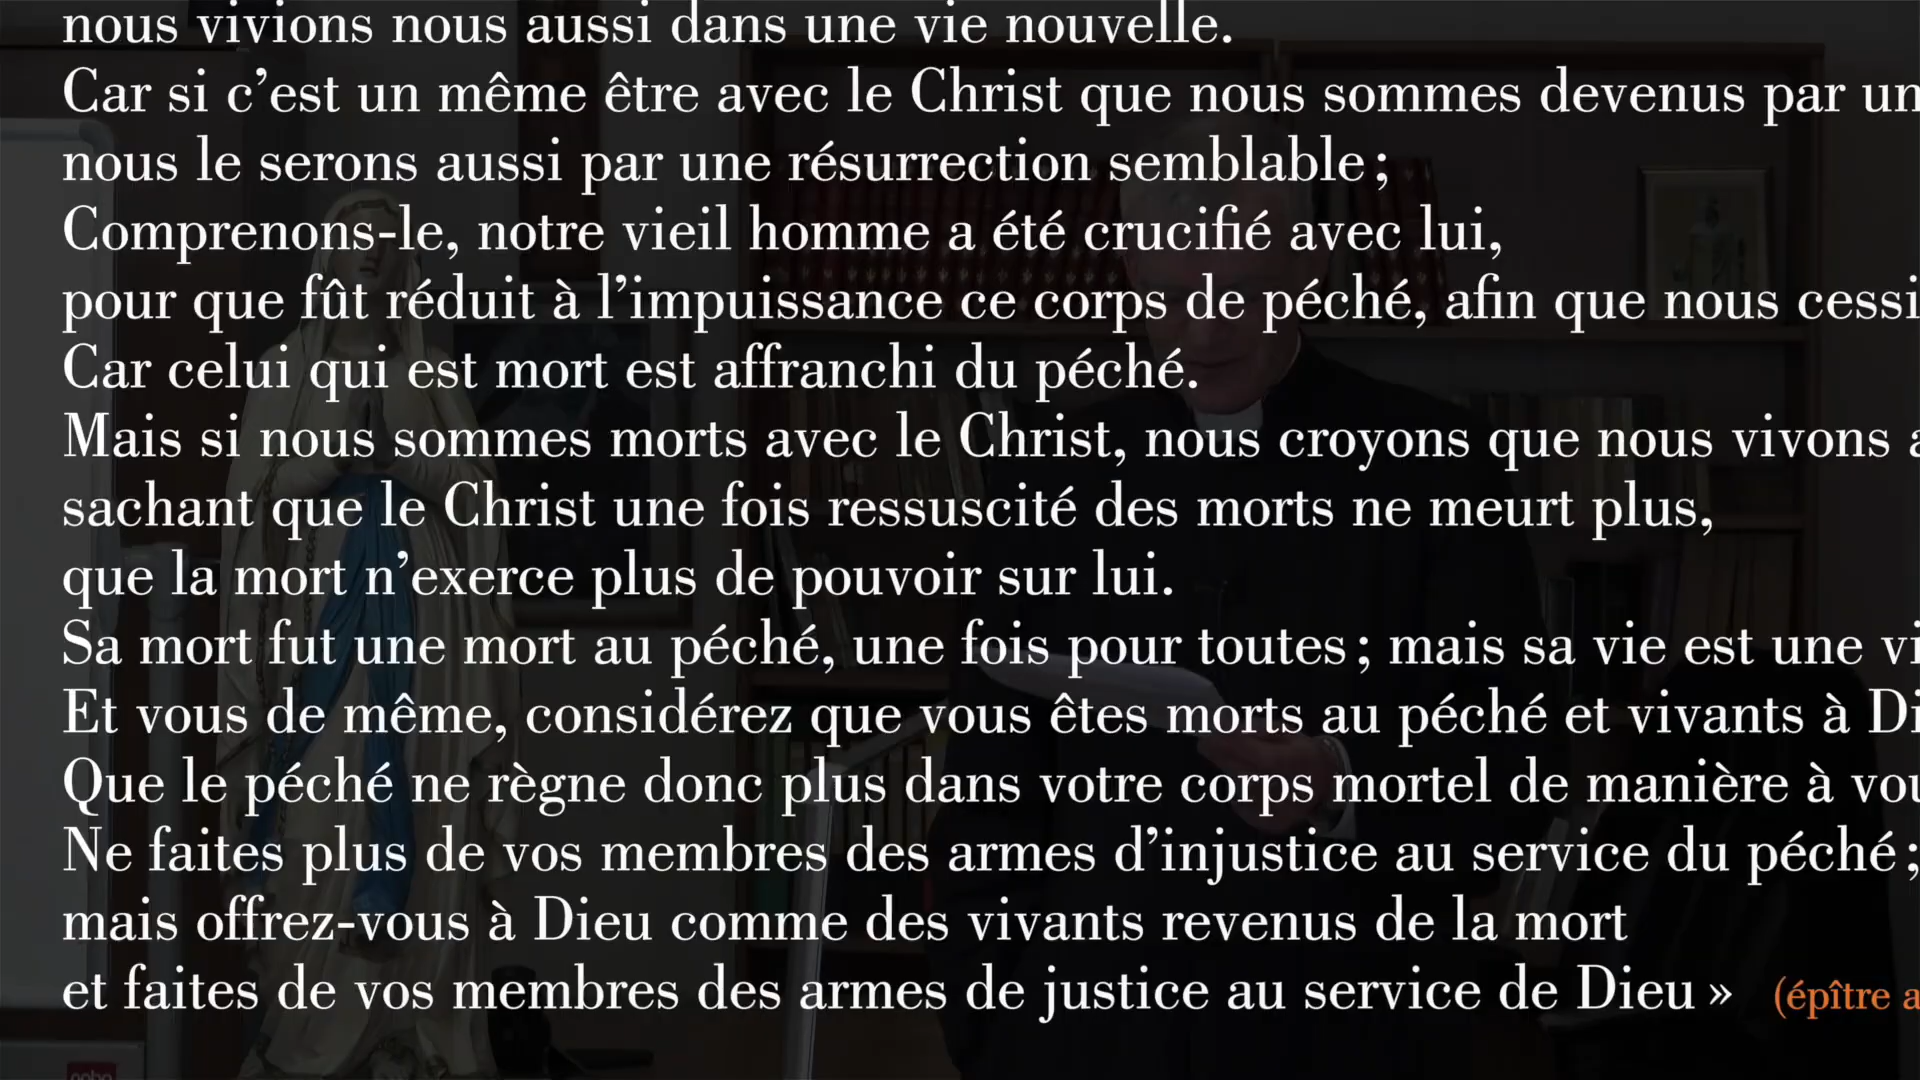 nous vivions nous aussi dans une vie nouvelle.
Car si c’est un même être avec le Christ que nous sommes devenus par un
nous le serons aussi par une résurrection semblable ;
Comprenons-le, notre vieil homme a été crucifié avec lui,
pour que fût réduit à l’impuissance ce corps de péché, afin que nous cessi
Car celui qui est mort est affranchi du péché.
Mais si nous sommes morts avec le Christ, nous croyons que nous vivons a
sachant que le Christ une fois ressuscité des morts ne meurt plus,
que la mort n’exerce plus de pouvoir sur lui.
Sa mort fut une mort au péché, une fois pour toutes ; mais sa vie est une vi
Et vous de même, considérez que vous êtes morts au péché et vivants à Di
Que le péché ne règne donc plus dans votre corps mortel de manière à vou
Ne faites plus de vos membres des armes d’injustice au service du péché ;
mais offrez-vous à Dieu comme des vivants revenus de la mort
et faites de vos membres des armes de justice au service de Dieu » (épître a
nobo